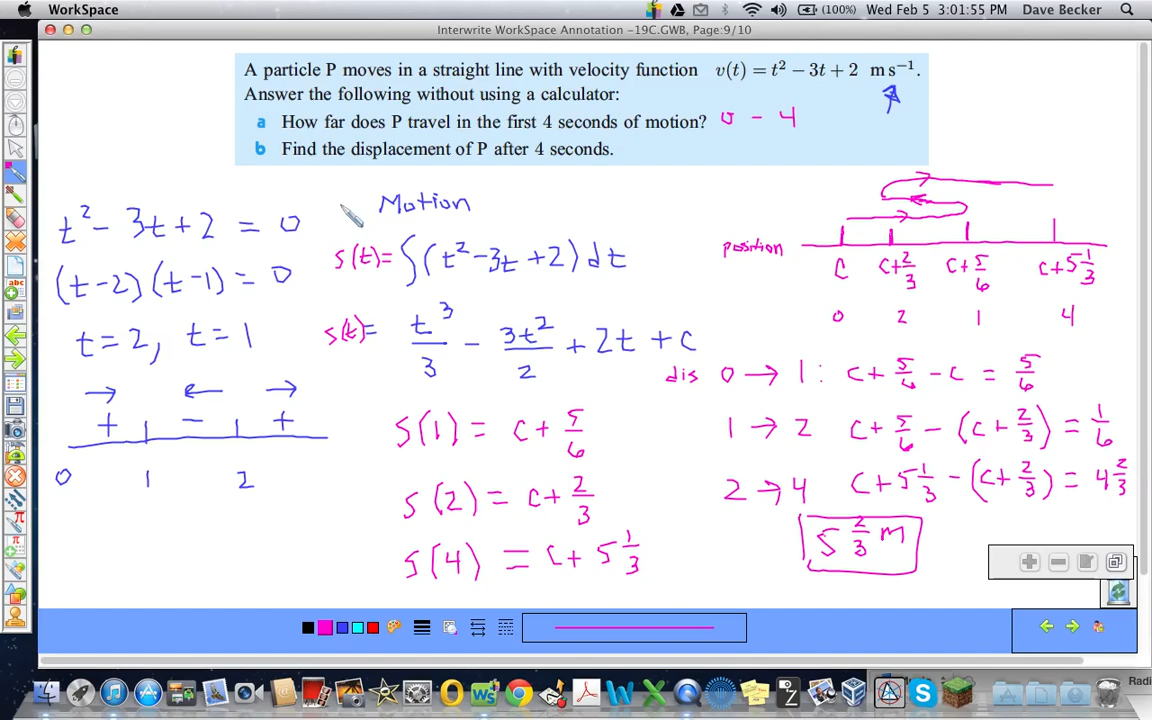 WorkSpace
(100%) Wed Feb 5 3:01:55 PM Dave Becker
Interwrite WorkSpace Annotation -19C.GWB, Page:9/10
A particle P moves in a straight line with velocity function v(t) = t² − 3t + 2 m s⁻¹.
Answer the following without using a calculator:
a How far does P travel in the first 4 seconds of motion? 0 - 4
b Find the displacement of P after 4 seconds.
t² - 3t + 2 = 0
(t-2)(t-1) = 0
t = 2, t = 1
→ ← →
+ - +
0 1 2
Motion
s(t)= ∫(t²-3t+2)dt
s(t)= t³/3 - 3t²/2 + 2t + c
s(1) = c + 5/6
s(2) = c + 2/3
s(4) = c + 5 1/3
position
c c+2/3 c+5/6 c+5 1/3
0 2 1 4
dis 0 → 1: c + 5/6 - c = 5/6
1 → 2 c + 5/6 - (c + 2/3) = 1/6
2 → 4 c + 5 1/3 - (c + 2/3) = 4 2/3
5 2/3 m
abc
Radi